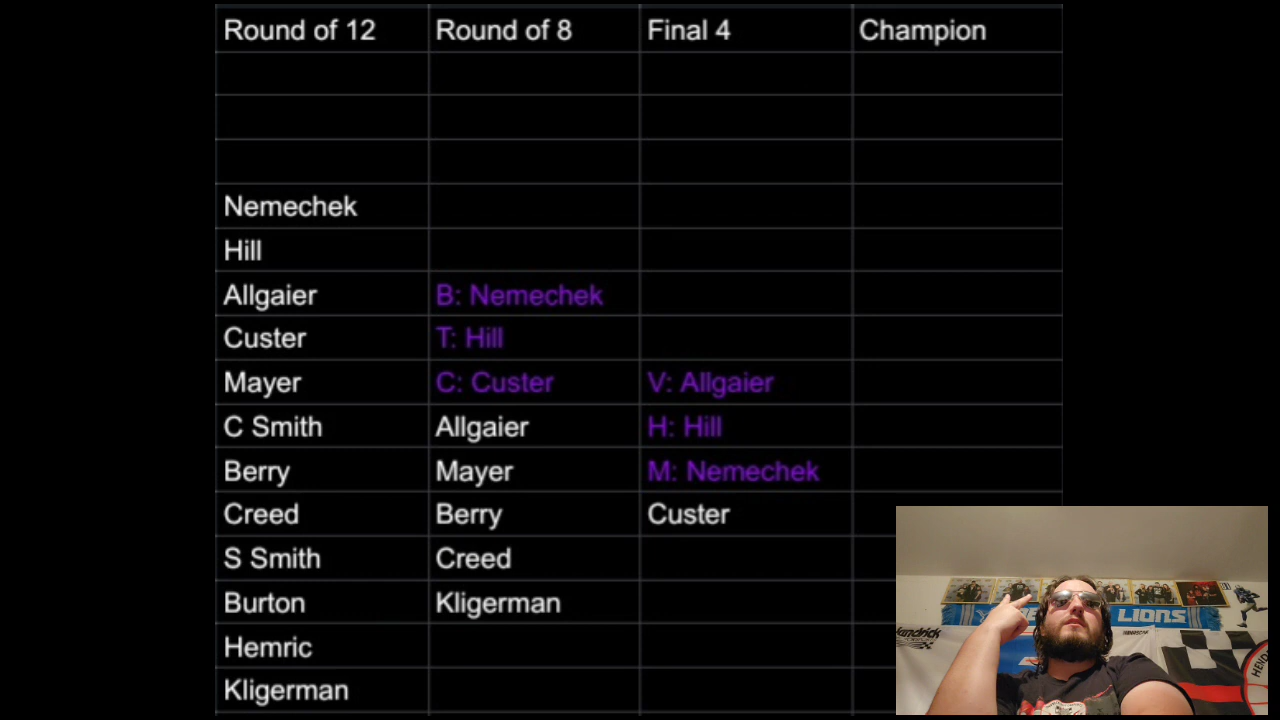 Round of 12 Round of 8 Final 4 Champion
Nemechek
Hill
Allgaier B: Nemechek
Custer T: Hill
Mayer C: Custer V: Allgaier
C Smith Allgaier H: Hill
Berry Mayer M: Nemechek
Creed Berry Custer
S Smith Creed
Burton Kligerman
Hemric
Kligerman
LIONS
Hendrick